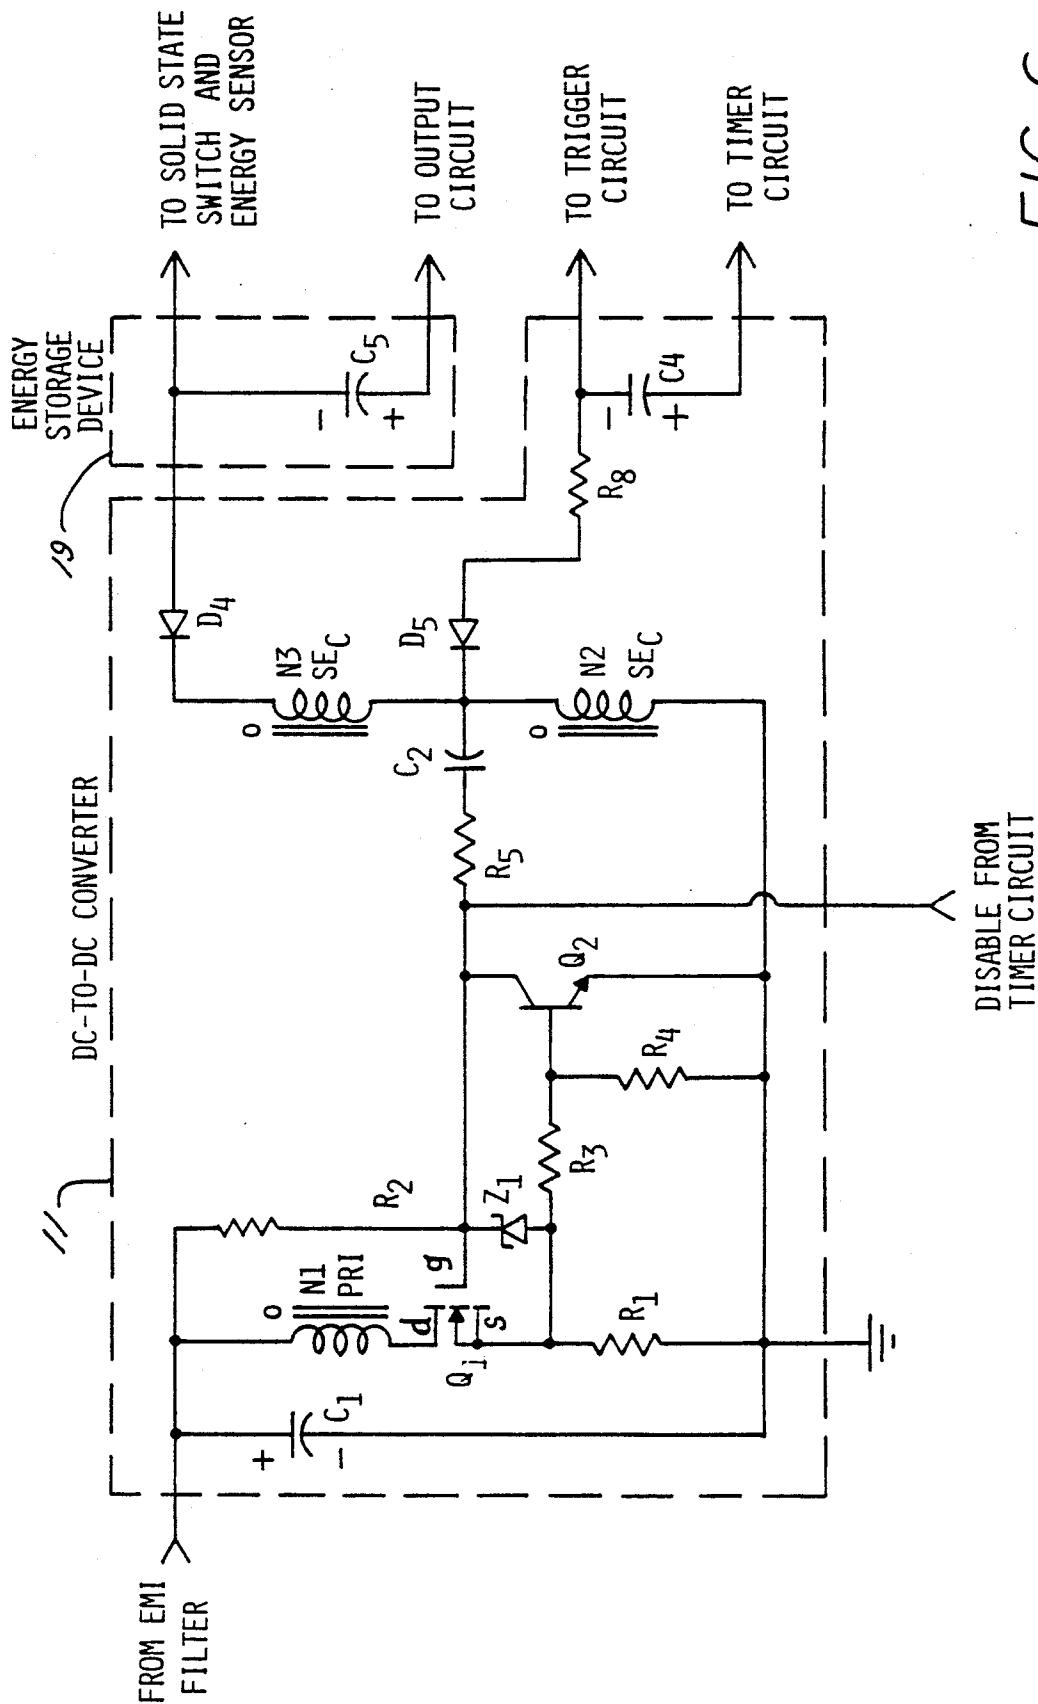 FROM EMI
FILTER
11
DC-TO-DC CONVERTER
19
ENERGY
STORAGE
DEVICE
TO SOLID STATE
SWITCH AND
ENERGY SENSOR
TO OUTPUT
CIRCUIT
TO TRIGGER
CIRCUIT
TO TIMER
CIRCUIT
DISABLE FROM
TIMER CIRCUIT
+
C1
-
o
N1
PRI
d
g
s
Q1
R1
R2
Z1
R3
R4
Q2
R5
C2
o
N3
SEC
o
N2
SEC
D4
D5
R8
-
C5
+
-
C4
+